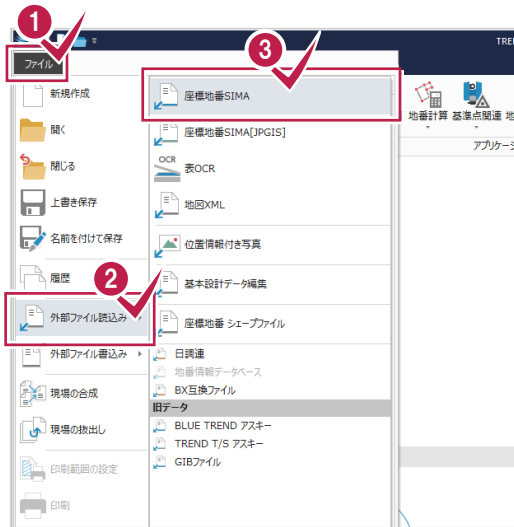 1
TREN
ファイル
3
新規作成
開く
閉じる
上書き保存
名前を付けて保存
履歴
2
外部ファイル読込み
外部ファイル書込み
現場の合成
現場の抜出し
印刷範囲の設定
印刷
座標地番SIMA
座標地番SIMA[JPGIS]
OCR
表OCR
地図XML
位置情報付き写真
基本設計データ編集
座標地番 シェープファイル
日調連
地番情報データベース
BX互換ファイル
旧データ
BLUE TREND アスキー
TREND T/S アスキー
GIBファイル
地番計算 基準点関連 地
アプリケーシ